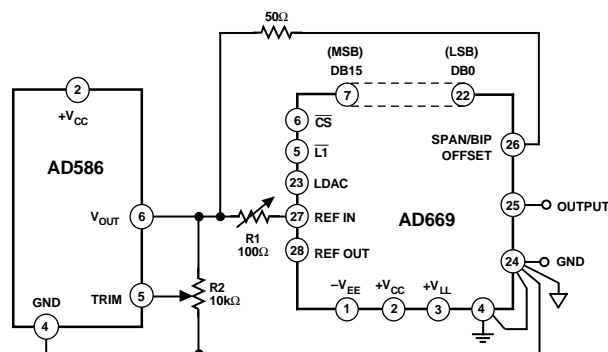 50Ω
(MSB) (LSB)
DB15 DB0
2 7 22
+VCC
6 CS
SPAN/BIP OFFSET 26
5 L1
AD586
23 LDAC
25 OUTPUT
VOUT 6
27 REF IN
AD669
R1
100Ω
28 REF OUT
24 GND
R2
10kΩ
TRIM 5
–VEE +VCC +VLL
GND
4
1 2 3 4